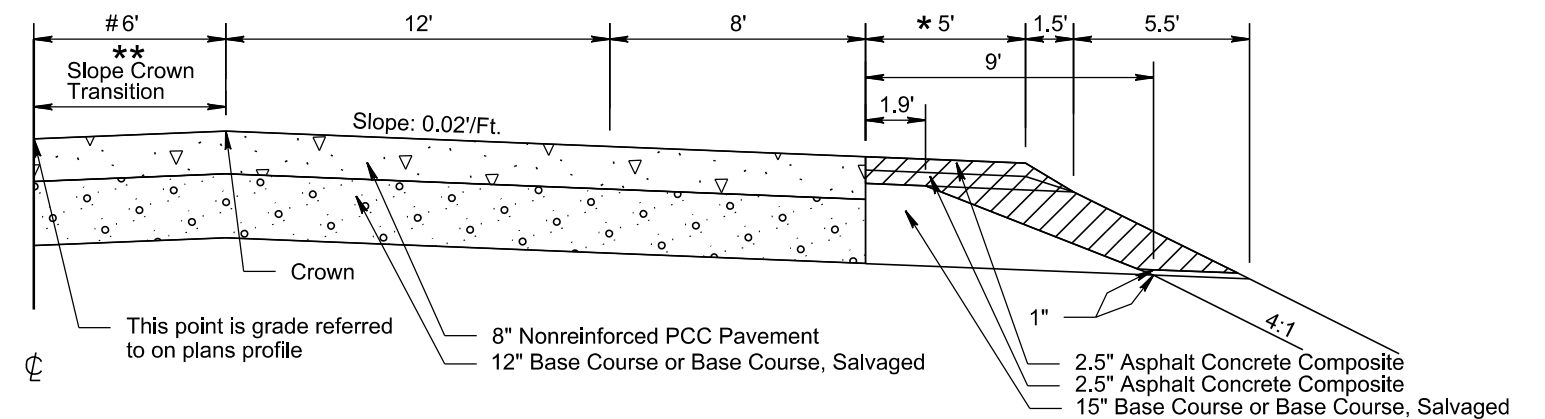 #6'
12'
8'
* 5'
1.5'
5.5'
**
Slope Crown
Transition
9'
1.9'
Slope: 0.02'/Ft.
Crown
1"
4:1
This point is grade referred
to on plans profile
8" Nonreinforced PCC Pavement
12" Base Course or Base Course, Salvaged
2.5" Asphalt Concrete Composite
2.5" Asphalt Concrete Composite
15" Base Course or Base Course, Salvaged
℄